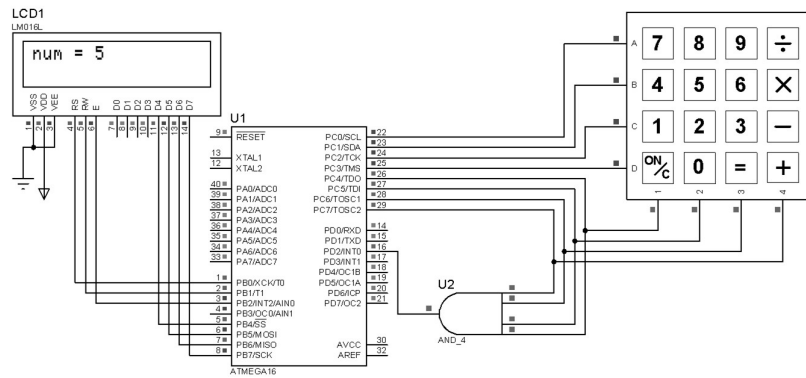 LCD1
LM016L
num = 5
VSS
VDD
VEE
RS
RW
E
D0
D1
D2
D3
D4
D5
D6
D7
1
2
3
4
5
6
7
8
9
10
11
12
13
14
U1
9 RESET
13 XTAL1
12 XTAL2
40 PA0/ADC0
39 PA1/ADC1
38 PA2/ADC2
37 PA3/ADC3
36 PA4/ADC4
35 PA5/ADC5
34 PA6/ADC6
33 PA7/ADC7
1 PB0/XCK/T0
2 PB1/T1
3 PB2/INT2/AIN0
4 PB3/OC0/AIN1
5 PB4/SS
6 PB5/MOSI
7 PB6/MISO
8 PB7/SCK
PC0/SCL 22
PC1/SDA 23
PC2/TCK 24
PC3/TMS 25
PC4/TDO 26
PC5/TDI 27
PC6/TOSC1 28
PC7/TOSC2 29
PD0/RXD 14
PD1/TXD 15
PD2/INT0 16
PD3/INT1 17
PD4/OC1B 18
PD5/OC1A 19
PD6/ICP 20
PD7/OC2 21
AVCC 30
AREF 32
ATMEGA16
U2
AND_4
A 7 8 9 ÷
B 4 5 6 ×
C 1 2 3 −
D ON/C 0 = +
1 2 3 4